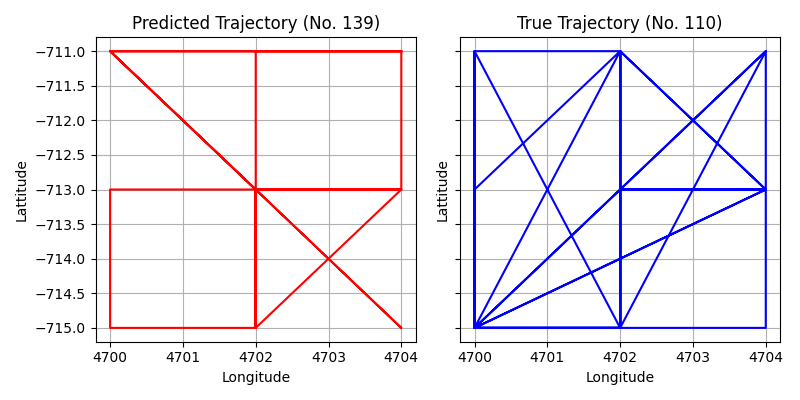 Predicted Trajectory (No. 139)
True Trajectory (No. 110)
−711.0
−711.5
−712.0
−712.5
−713.0
−713.5
−714.0
−714.5
−715.0
Lattitude
Lattitude
4700 4701 4702 4703 4704
4700 4701 4702 4703 4704
Longitude
Longitude